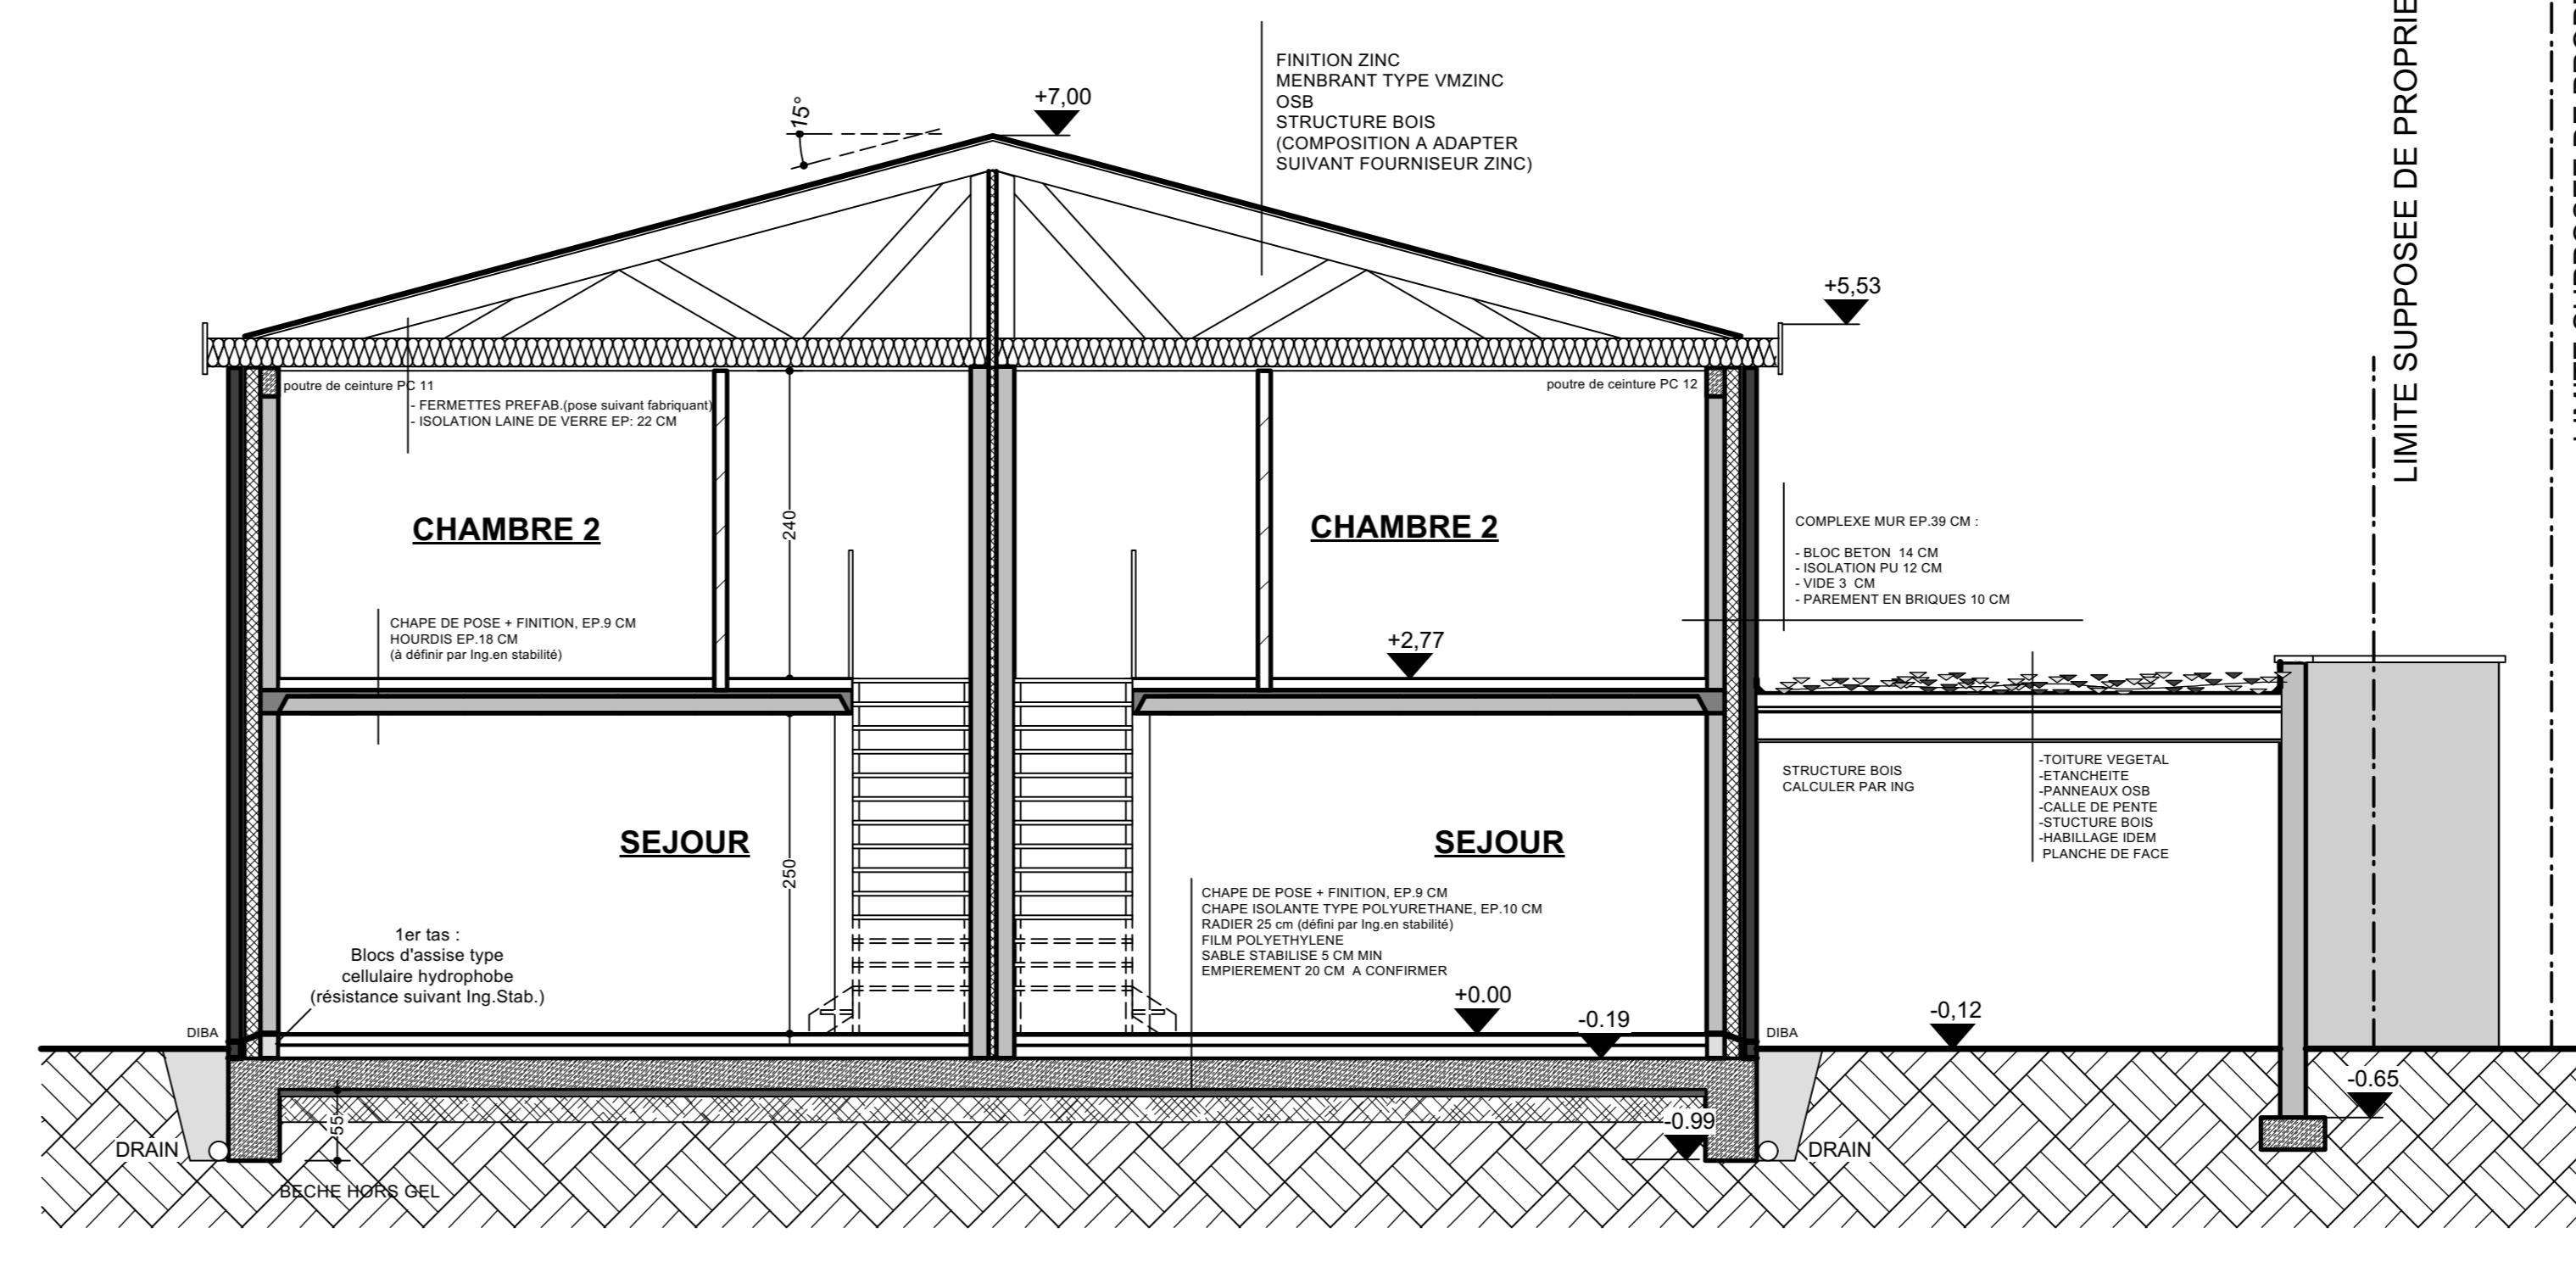 FINITION ZINC
MENBRANT TYPE VMZINC
OSB
STRUCTURE BOIS
(COMPOSITION A ADAPTER
SUIVANT FOURNISEUR ZINC)
15°
+7,00
+5,53
LIMITE SUPPOSEE DE PROPRIE
poutre de ceinture PC 11
- FERMETTES PREFAB.(pose suivant fabriquant)
- ISOLATION LAINE DE VERRE EP: 22 CM
poutre de ceinture PC 12
CHAMBRE 2
240
CHAMBRE 2
COMPLEXE MUR EP.39 CM :
- BLOC BETON 14 CM
- ISOLATION PU 12 CM
- VIDE 3 CM
- PAREMENT EN BRIQUES 10 CM
CHAPE DE POSE + FINITION, EP.9 CM
HOURDIS EP.18 CM
(à définir par Ing.en stabilité)
+2,77
STRUCTURE BOIS
CALCULER PAR ING
-TOITURE VEGETAL
-ETANCHEITE
-PANNEAUX OSB
-CALLE DE PENTE
-STUCTURE BOIS
-HABILLAGE IDEM
PLANCHE DE FACE
SEJOUR
250
SEJOUR
CHAPE DE POSE + FINITION, EP.9 CM
CHAPE ISOLANTE TYPE POLYURETHANE, EP.10 CM
RADIER 25 cm (défini par Ing.en stabilité)
FILM POLYETHYLENE
SABLE STABILISE 5 CM MIN
EMPIEREMENT 20 CM A CONFIRMER
1er tas :
Blocs d'assise type
cellulaire hydrophobe
(résistance suivant Ing.Stab.)
+0.00
-0.19
-0,12
DIBA
DIBA
-0.65
55
-0.99
DRAIN
DRAIN
BECHE HORS GEL